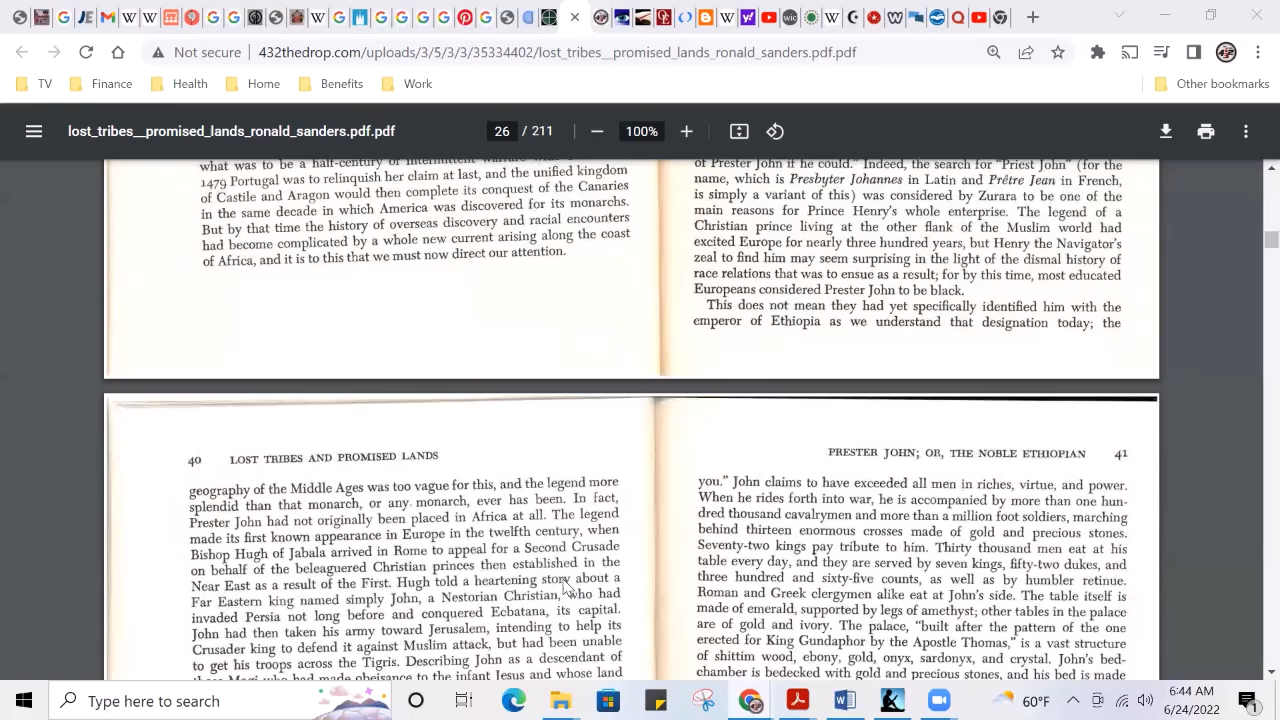 Not secure
432thedrop.com/uploads/3/5/3/3/35334402/lost_tribes__promised_lands_ronald_sanders.pdf.pdf
TV
Finance
Health
Home
Benefits
Work
Other bookmarks
lost_tribes__promised_lands_ronald_sanders.pdf.pdf
26 / 211
100%
what was to be a half-century of intermittent warfare
1479 Portugal was to relinquish her claim at last, and the unified kingdom
of Castile and Aragon would then complete its conquest of the Canaries
in the same decade in which America was discovered for its monarchs.
But by that time the history of overseas discovery and racial encounters
had become complicated by a whole new current arising along the coast
of Africa, and it is to this that we must now direct our attention.
of Prester John if he could." Indeed, the search for "Priest John" (for the
name, which is Presbyter Johannes in Latin and Prêtre Jean in French,
is simply a variant of this) was considered by Zurara to be one of the
main reasons for Prince Henry's whole enterprise. The legend of a
Christian prince living at the other flank of the Muslim world had
excited Europe for nearly three hundred years, but Henry the Navigator's
zeal to find him may seem surprising in the light of the dismal history of
race relations that was to ensue as a result; for by this time, most educated
Europeans considered Prester John to be black.
This does not mean they had yet specifically identified him with the
emperor of Ethiopia as we understand that designation today; the
40 LOST TRIBES AND PROMISED LANDS
geography of the Middle Ages was too vague for this, and the legend more
splendid than that monarch, or any monarch, ever has been. In fact,
Prester John had not originally been placed in Africa at all. The legend
made its first known appearance in Europe in the twelfth century, when
Bishop Hugh of Jabala arrived in Rome to appeal for a Second Crusade
on behalf of the beleaguered Christian princes then established in the
Near East as a result of the First. Hugh told a heartening story about a
Far Eastern king named simply John, a Nestorian Christian, who had
invaded Persia not long before and conquered Ecbatana, its capital.
John had then taken his army toward Jerusalem, intending to help its
Crusader king to defend it against Muslim attack, but had been unable
to get his troops across the Tigris. Describing John as a descendant of
those Magi who had made obeisance to the infant Jesus and whose land
PRESTER JOHN; OR, THE NOBLE ETHIOPIAN 41
you." John claims to have exceeded all men in riches, virtue, and power.
When he rides forth into war, he is accompanied by more than one hun-
dred thousand cavalrymen and more than a million foot soldiers, marching
behind thirteen enormous crosses made of gold and precious stones.
Seventy-two kings pay tribute to him. Thirty thousand men eat at his
table every day, and they are served by seven kings, fifty-two dukes, and
three hundred and sixty-five counts, as well as by humbler retinue.
Roman and Greek clergymen alike eat at John's side. The table itself is
made of emerald, supported by legs of amethyst; other tables in the palace
are of gold and ivory. The palace, "built after the pattern of the one
erected for King Gundaphor by the Apostle Thomas," is a vast structure
of shittim wood, ebony, gold, onyx, sardonyx, and crystal. John's bed-
chamber is bedecked with gold and precious stones, and his bed is made
Type here to search
60°F
6:44 AM
6/24/2022